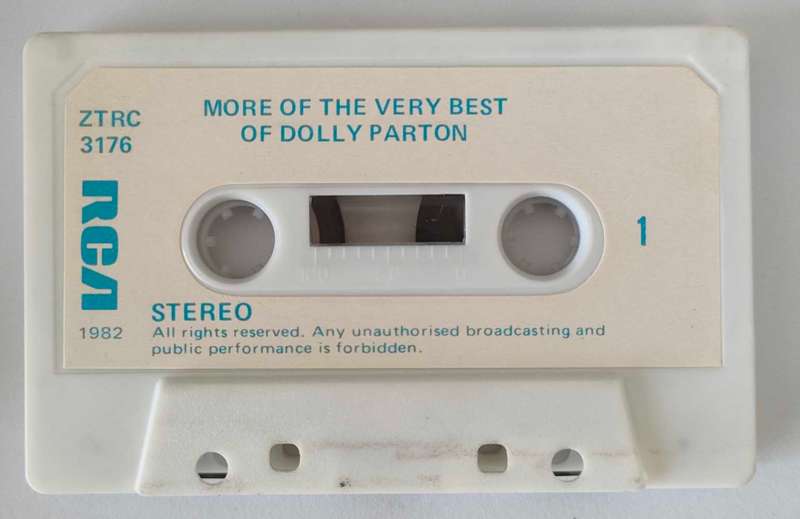 ZTRC
3176
MORE OF THE VERY BEST
OF DOLLY PARTON
RCA
1
STEREO
1982
All rights reserved. Any unauthorised broadcasting and
public performance is forbidden.